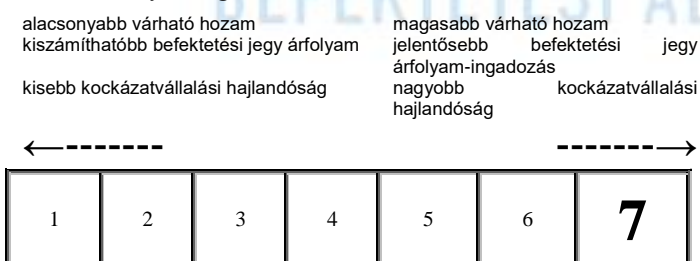 alacsonyabb várható hozam
kiszámíthatóbb befektetési jegy árfolyam
kisebb kockázatvállalási hajlandóság
magasabb várható hozam
jelentősebb befektetési jegy
árfolyam-ingadozás
nagyobb kockázatvállalási
hajlandóság
←------- -------→
1 2 3 4 5 6 7